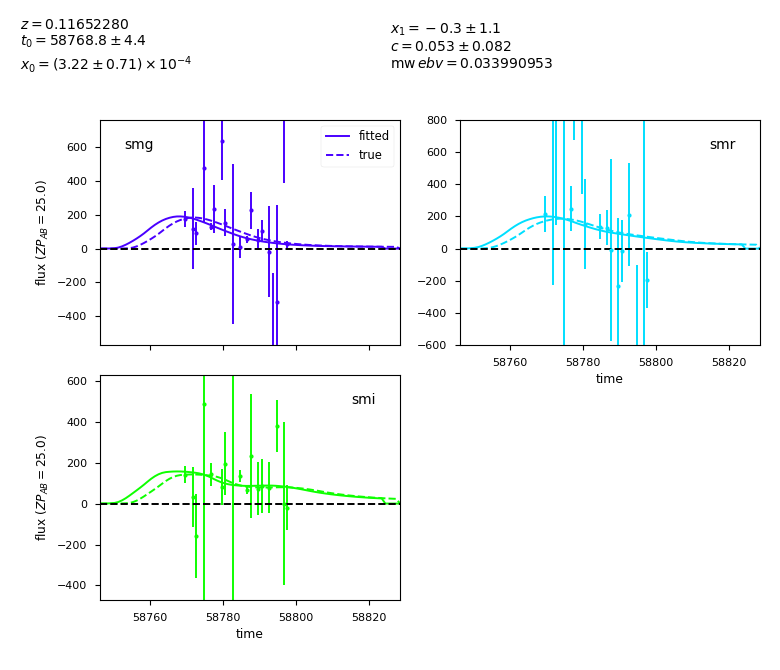 z = 0.11652280
t₀ = 58768.8 ± 4.4
x₀ = (3.22 ± 0.71) × 10⁻⁴
x₁ = −0.3 ± 1.1
c = 0.053 ± 0.082
mw ebv = 0.033990953
smg
fitted
true
600
400
200
0
−200
−400
flux (ZP_AB = 25.0)
smr
800
600
400
200
0
−200
−400
−600
58760 58780 58800 58820
time
smi
600
400
200
0
−200
−400
flux (ZP_AB = 25.0)
58760 58780 58800 58820
time